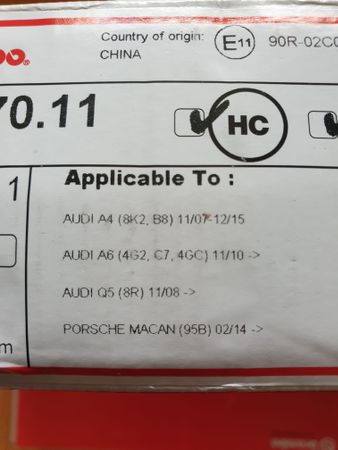 Country of origin: E11 90R-02C0
CHINA
70.11 HC
1 Applicable To :
AUDI A4 (8K2, B8) 11/07-12/15
AUDI A6 (4G2, C7, 4GC) 11/10 ->
AUDI Q5 (8R) 11/08 ->
PORSCHE MACAN (95B) 02/14 ->
m